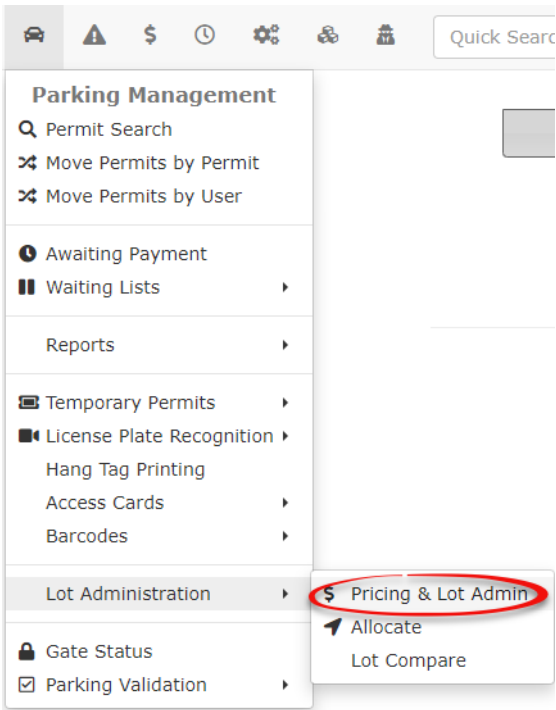 $
Quick Searc
Parking Management
Permit Search
Move Permits by Permit
Move Permits by User
Awaiting Payment
Waiting Lists
Reports
Temporary Permits
License Plate Recognition
Hang Tag Printing
Access Cards
Barcodes
Lot Administration
$ Pricing & Lot Admin
Allocate
Lot Compare
Gate Status
Parking Validation